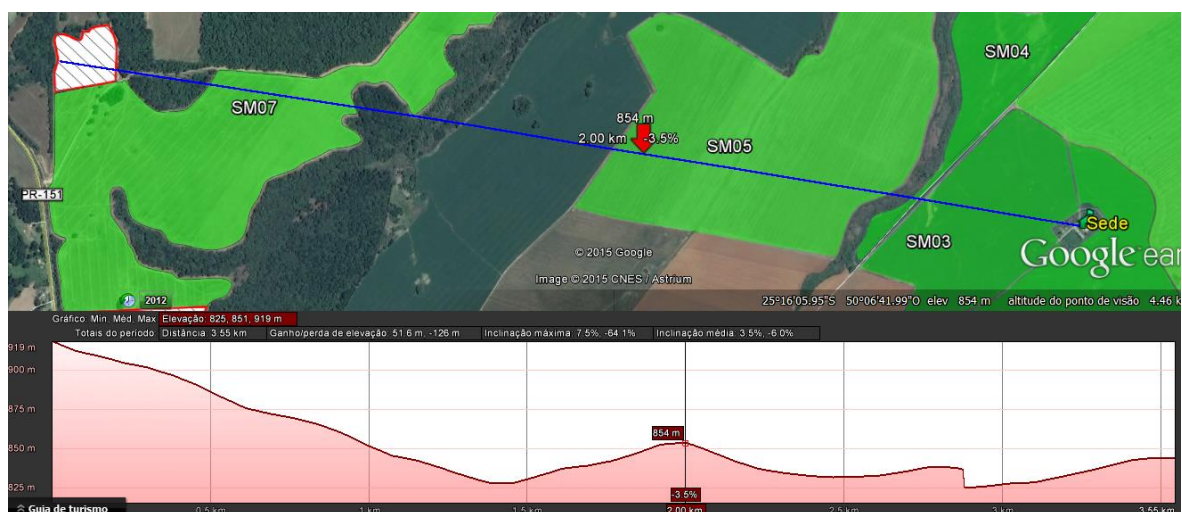 SM04
SM07
854 m
2.00 km -3.5%
SM05
PR-151
Sede
SM03
© 2015 Google
Google ear
Image © 2015 CNES / Astrium
2012
25°16'05.95"S 50°06'41.99"O elev 854 m altitude do ponto de visão 4.46 k
Gráfico: Mín. Méd. Máx. Elevação: 825, 851, 919 m
Totais do período: Distância: 3.55 km Ganho/perda de elevação: 51.6 m, -126 m Inclinação máxima: 7.5%, -64.1% Inclinação média: 3.5%, -6.0%
919 m
900 m
875 m
854 m
850 m
825 m
-3.5%
Guia de turismo
0.5 km 1 km 1.5 km 2.00 km 2.5 km 3 km 3.55 km